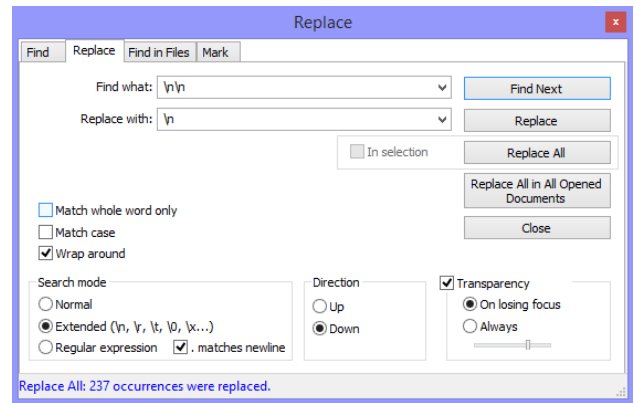 Replace
x
Find Replace Find in Files Mark
Find what: \n\n Find Next
Replace with: \n Replace
In selection Replace All
Replace All in All Opened
Documents
Match whole word only
Match case Close
Wrap around
Search mode Direction Transparency
Normal Up On losing focus
Extended (\n, \r, \t, \0, \x...) Down Always
Regular expression . matches newline
Replace All: 237 occurrences were replaced.